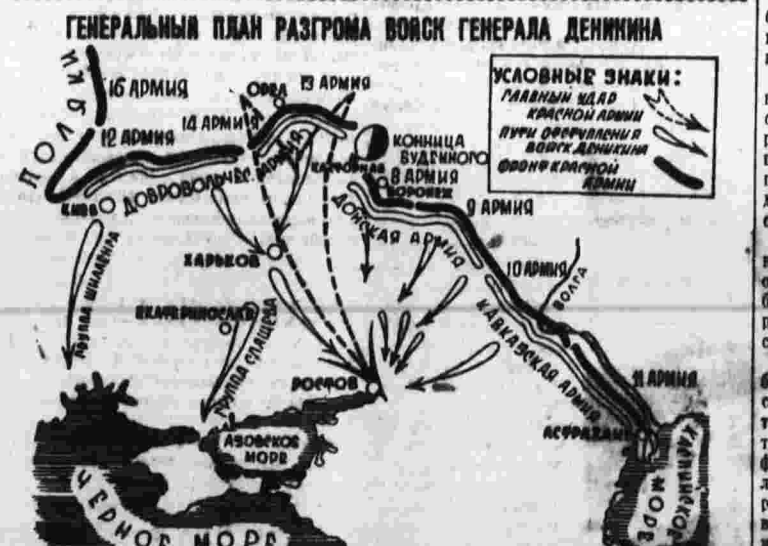 ГЕНЕРАЛЬНЫЙ ПЛАН РАЗГРОМА ВОЙСК ГЕНЕРАЛА ДЕНИКИНА
УСЛОВНЫЕ ЗНАКИ:
ГЛАВНЫЙ УДАР
КРАСНОЙ АРМИИ
ПУТИ ОТСТУПЛЕНИЯ
ВОЙСК ДЕНИКИНА
ФРОНТ КРАСНОЙ
АРМИИ
16 АРМИЯ
12 АРМИЯ
14 АРМИЯ
ОРЕЛ
13 АРМИЯ
КОННИЦА
БУДЕННОГО
КАСТОРНАЯ
8 АРМИЯ
ВОРОНЕЖ
9 АРМИЯ
КИЕВ
ДОБРОВОЛЬЧЕС. АРМИЯ
ДОНСКАЯ АРМИЯ
10 АРМИЯ
ВОЛГА
ХАРЬКОВ
ГРУППА ШИЛЛЕНГА
ЕКАТЕРИНОСЛАВ
ГРУППА СЛАЩЕВА
КАВКАВСКАЯ АРМИЯ
РОСТОВ
11 АРМИЯ
АСТРАХАНЬ
АЗОВСКОЕ
МОРЕ
ЧЕРНОЕ МОРЕ
КАСПИЙСКОЕ
МОРЕ